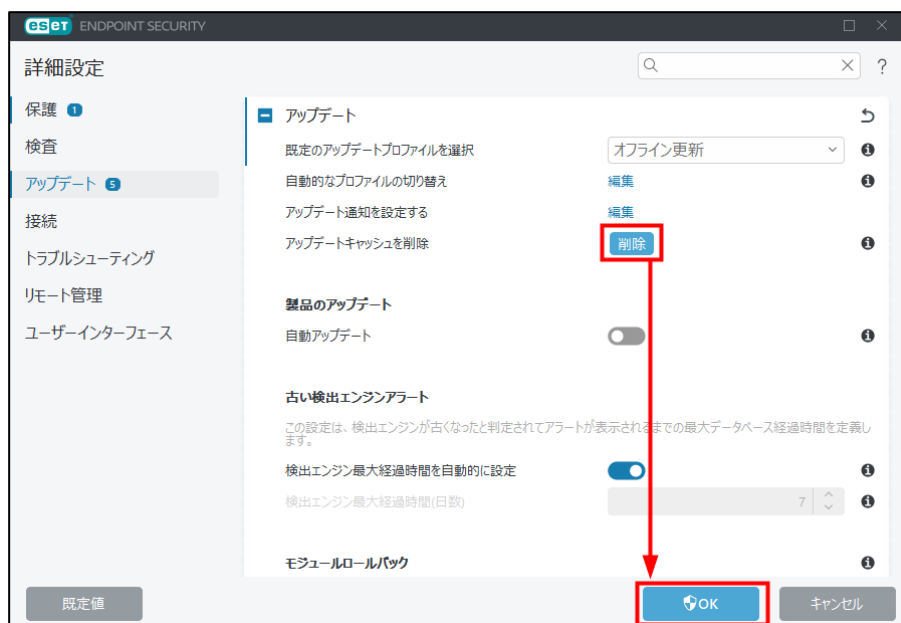 eset ENDPOINT SECURITY
詳細設定
?
保護 1
検査
アップデート 5
接続
トラブルシューティング
リモート管理
ユーザーインターフェース
アップデート
既定のアップデートプロファイルを選択 オフライン更新
自動的なプロファイルの切り替え 編集
アップデート通知を設定する 編集
アップデートキャッシュを削除 削除
製品のアップデート
自動アップデート
古い検出エンジンアラート
この設定は、検出エンジンが古くなったと判定されてアラートが表示されるまでの最大データベース経過時間を定義し
ます。
検出エンジン最大経過時間を自動的に設定
検出エンジン最大経過時間(日数) 7
モジュールロールバック
既定値 OK キャンセル